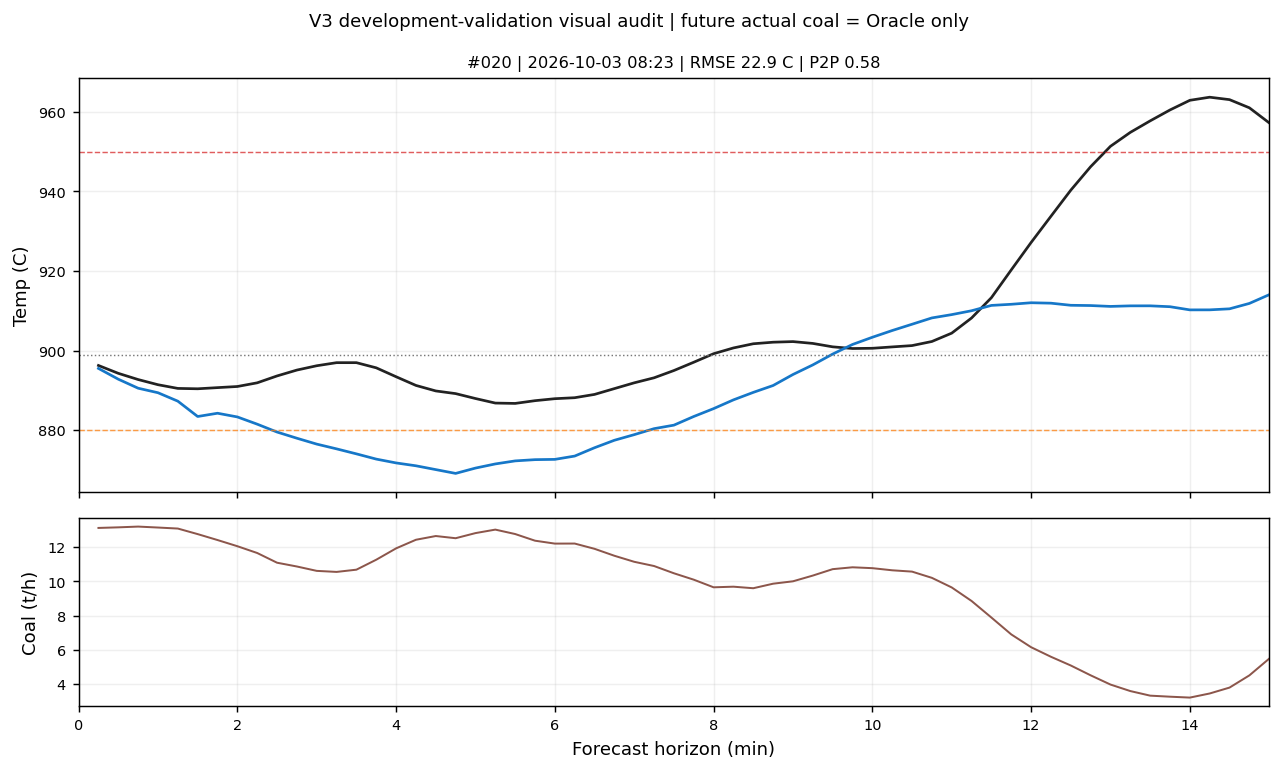 V3 development-validation visual audit | future actual coal = Oracle only
#020 | 2026-10-03 08:23 | RMSE 22.9 C | P2P 0.58
Temp (C)
960
940
920
900
880
Coal (t/h)
12
10
8
6
4
0 2 4 6 8 10 12 14
Forecast horizon (min)